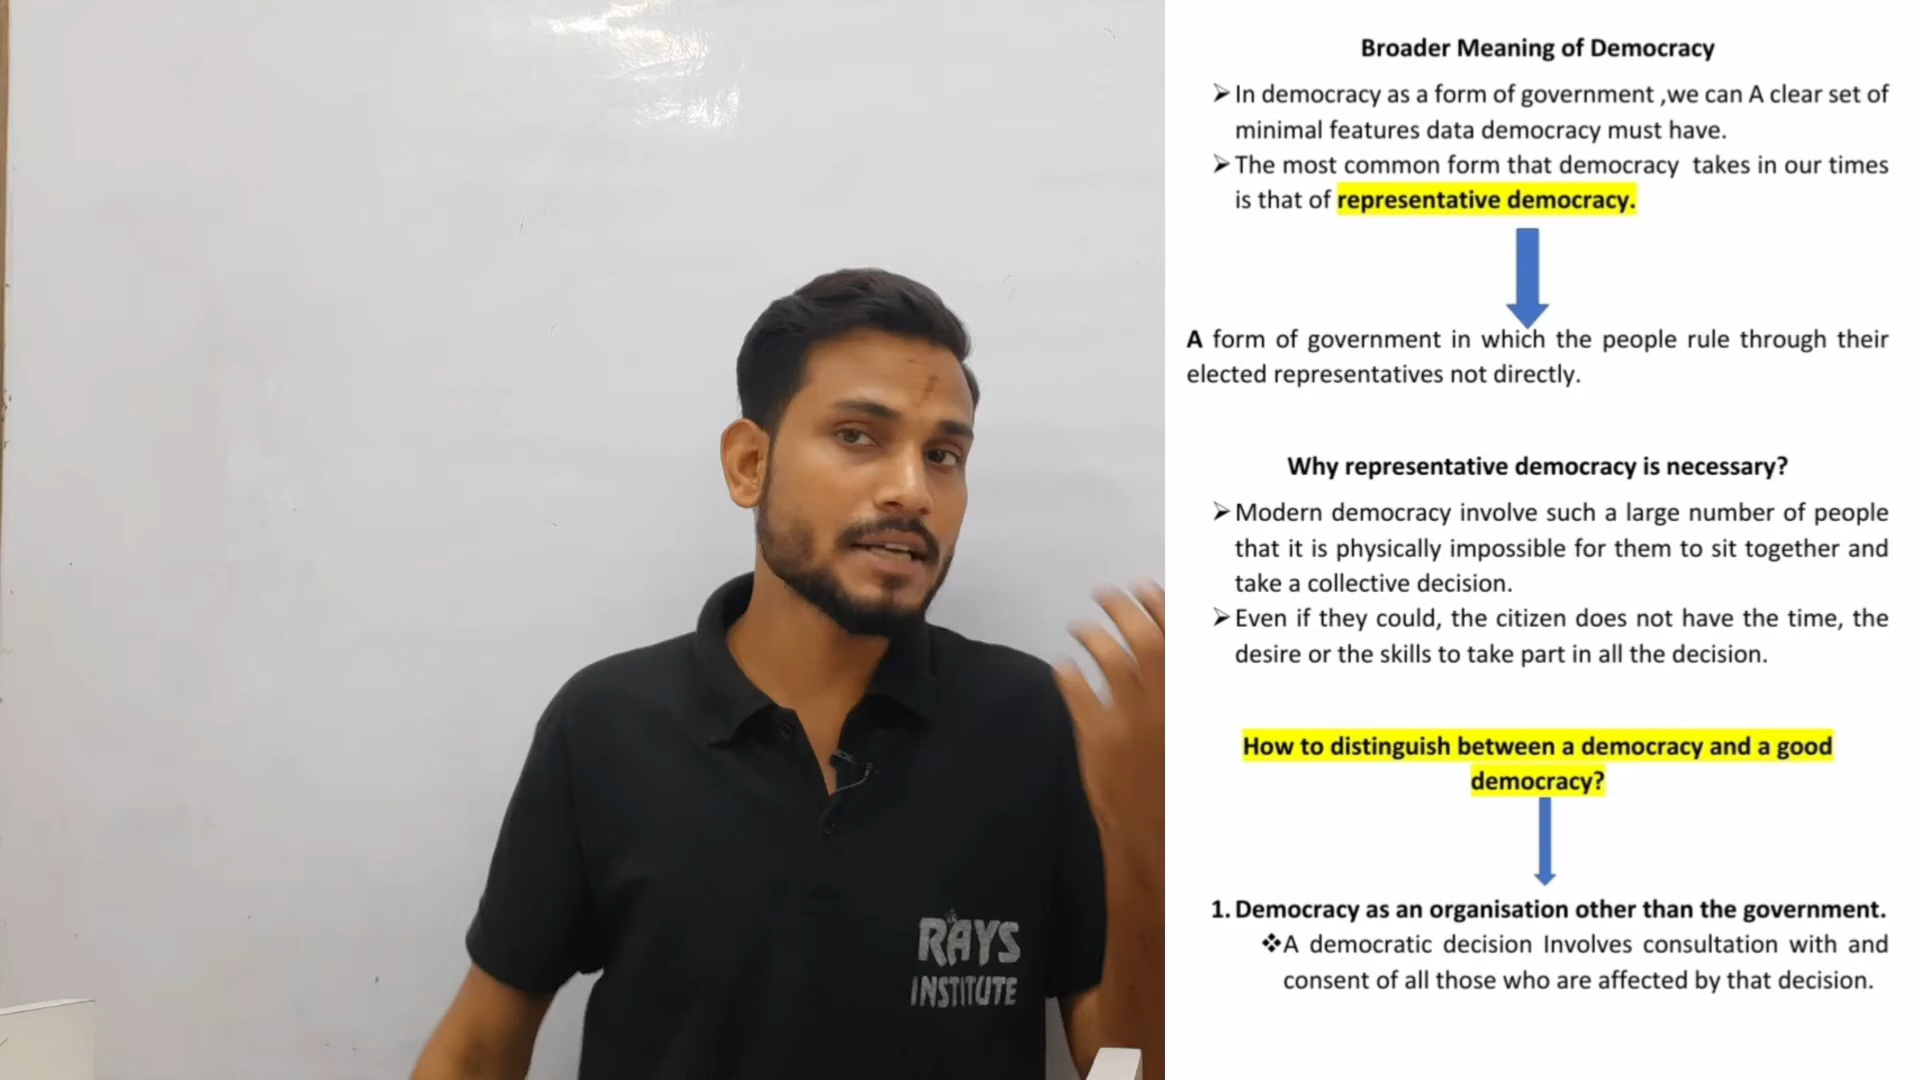 Broader Meaning of Democracy
➢In democracy as a form of government ,we can A clear set of
minimal features data democracy must have.
➢The most common form that democracy takes in our times
is that of representative democracy.
A form of government in which the people rule through their
elected representatives not directly.
Why representative democracy is necessary?
➢Modern democracy involve such a large number of people
that it is physically impossible for them to sit together and
take a collective decision.
➢Even if they could, the citizen does not have the time, the
desire or the skills to take part in all the decision.
How to distinguish between a democracy and a good
democracy?
1. Democracy as an organisation other than the government.
❖A democratic decision Involves consultation with and
consent of all those who are affected by that decision.
RAYS
INSTITUTE